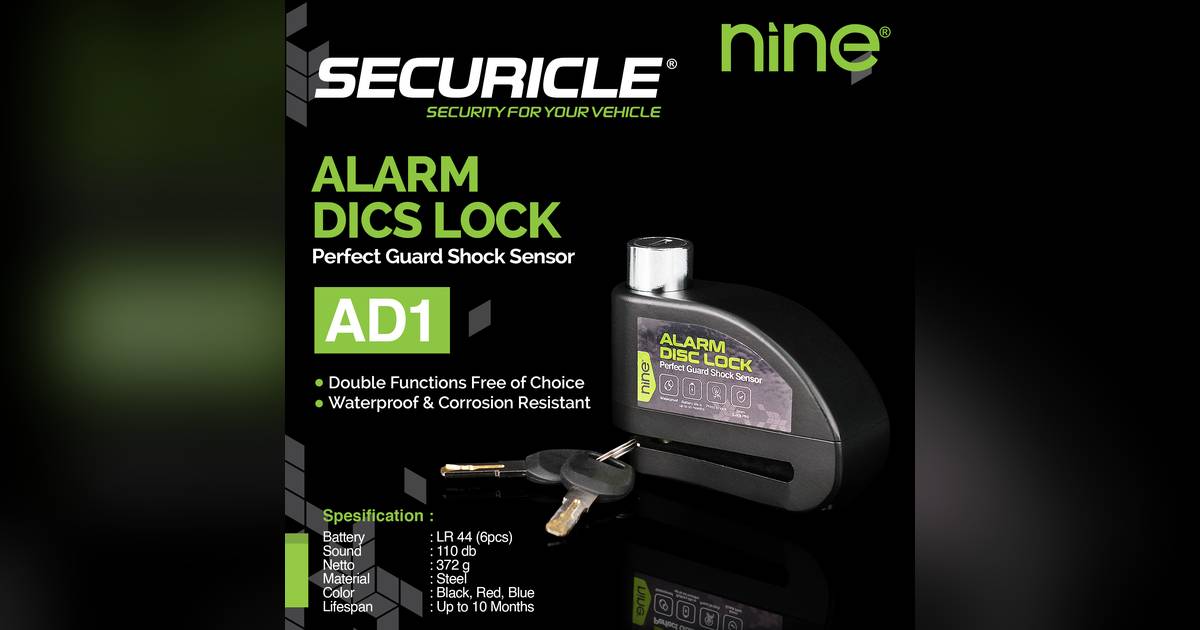 nine®
SECURICLE®
SECURITY FOR YOUR VEHICLE
ALARM
DICS LOCK
Perfect Guard Shock Sensor
AD1
Double Functions Free of Choice
Waterproof & Corrosion Resistant
nine
ALARM
DISC LOCK
Perfect Guard Shock Sensor
Waterproof
Spesification :
Battery : LR 44 (6pcs)
Sound : 110 db
Netto : 372 g
Material : Steel
Color : Black, Red, Blue
Lifespan : Up to 10 Months